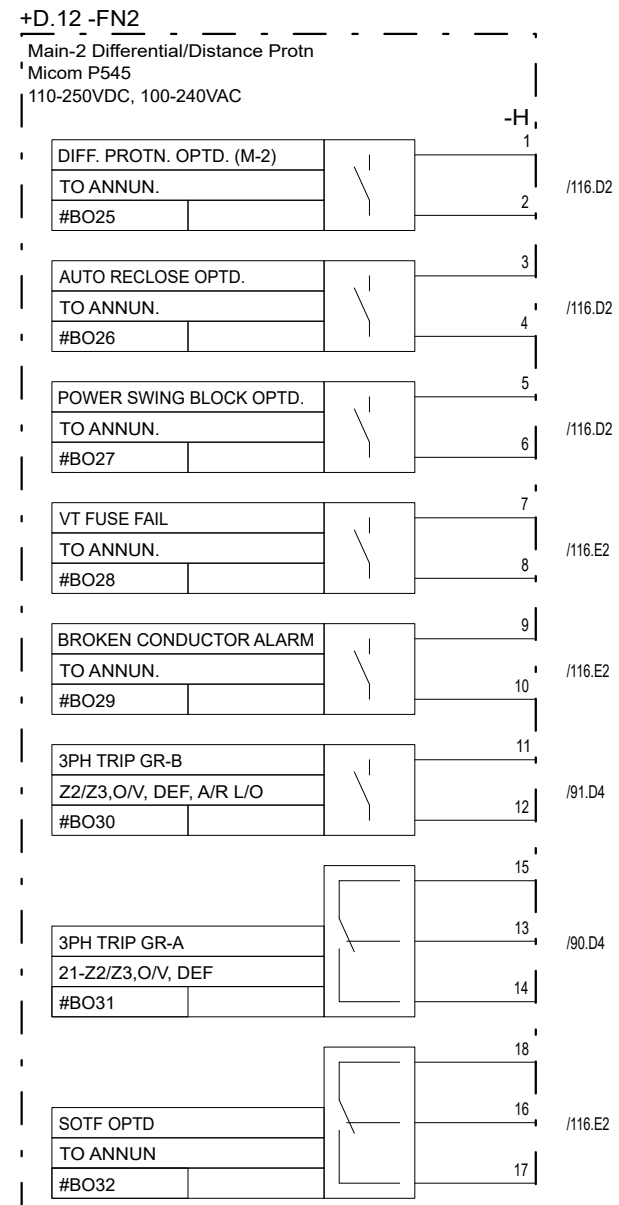 +D.12 -FN2
Main-2 Differential/Distance Protn
Micom P545
110-250VDC, 100-240VAC
-H
1
DIFF. PROTN. OPTD. (M-2)
TO ANNUN.
2
/116.D2
#BO25
3
AUTO RECLOSE OPTD.
TO ANNUN.
/116.D2
4
#BO26
5
POWER SWING BLOCK OPTD.
TO ANNUN.
/116.D2
6
#BO27
7
VT FUSE FAIL
TO ANNUN.
/116.E2
8
#BO28
9
BROKEN CONDUCTOR ALARM
TO ANNUN.
/116.E2
10
#BO29
11
3PH TRIP GR-B
Z2/Z3,O/V, DEF, A/R L/O
/91.D4
12
#BO30
15
13
3PH TRIP GR-A
/90.D4
21-Z2/Z3,O/V, DEF
14
#BO31
18
16
SOTF OPTD
/116.E2
TO ANNUN
17
#BO32